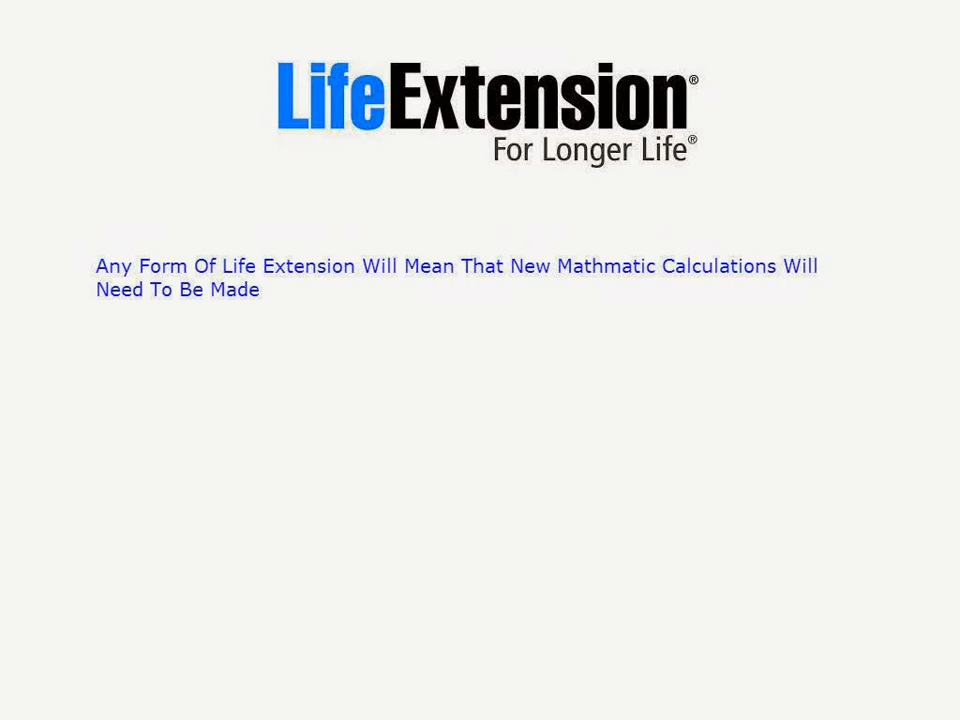 LifeExtension®
For Longer Life®
Any Form Of Life Extension Will Mean That New Mathmatic Calculations Will
Need To Be Made